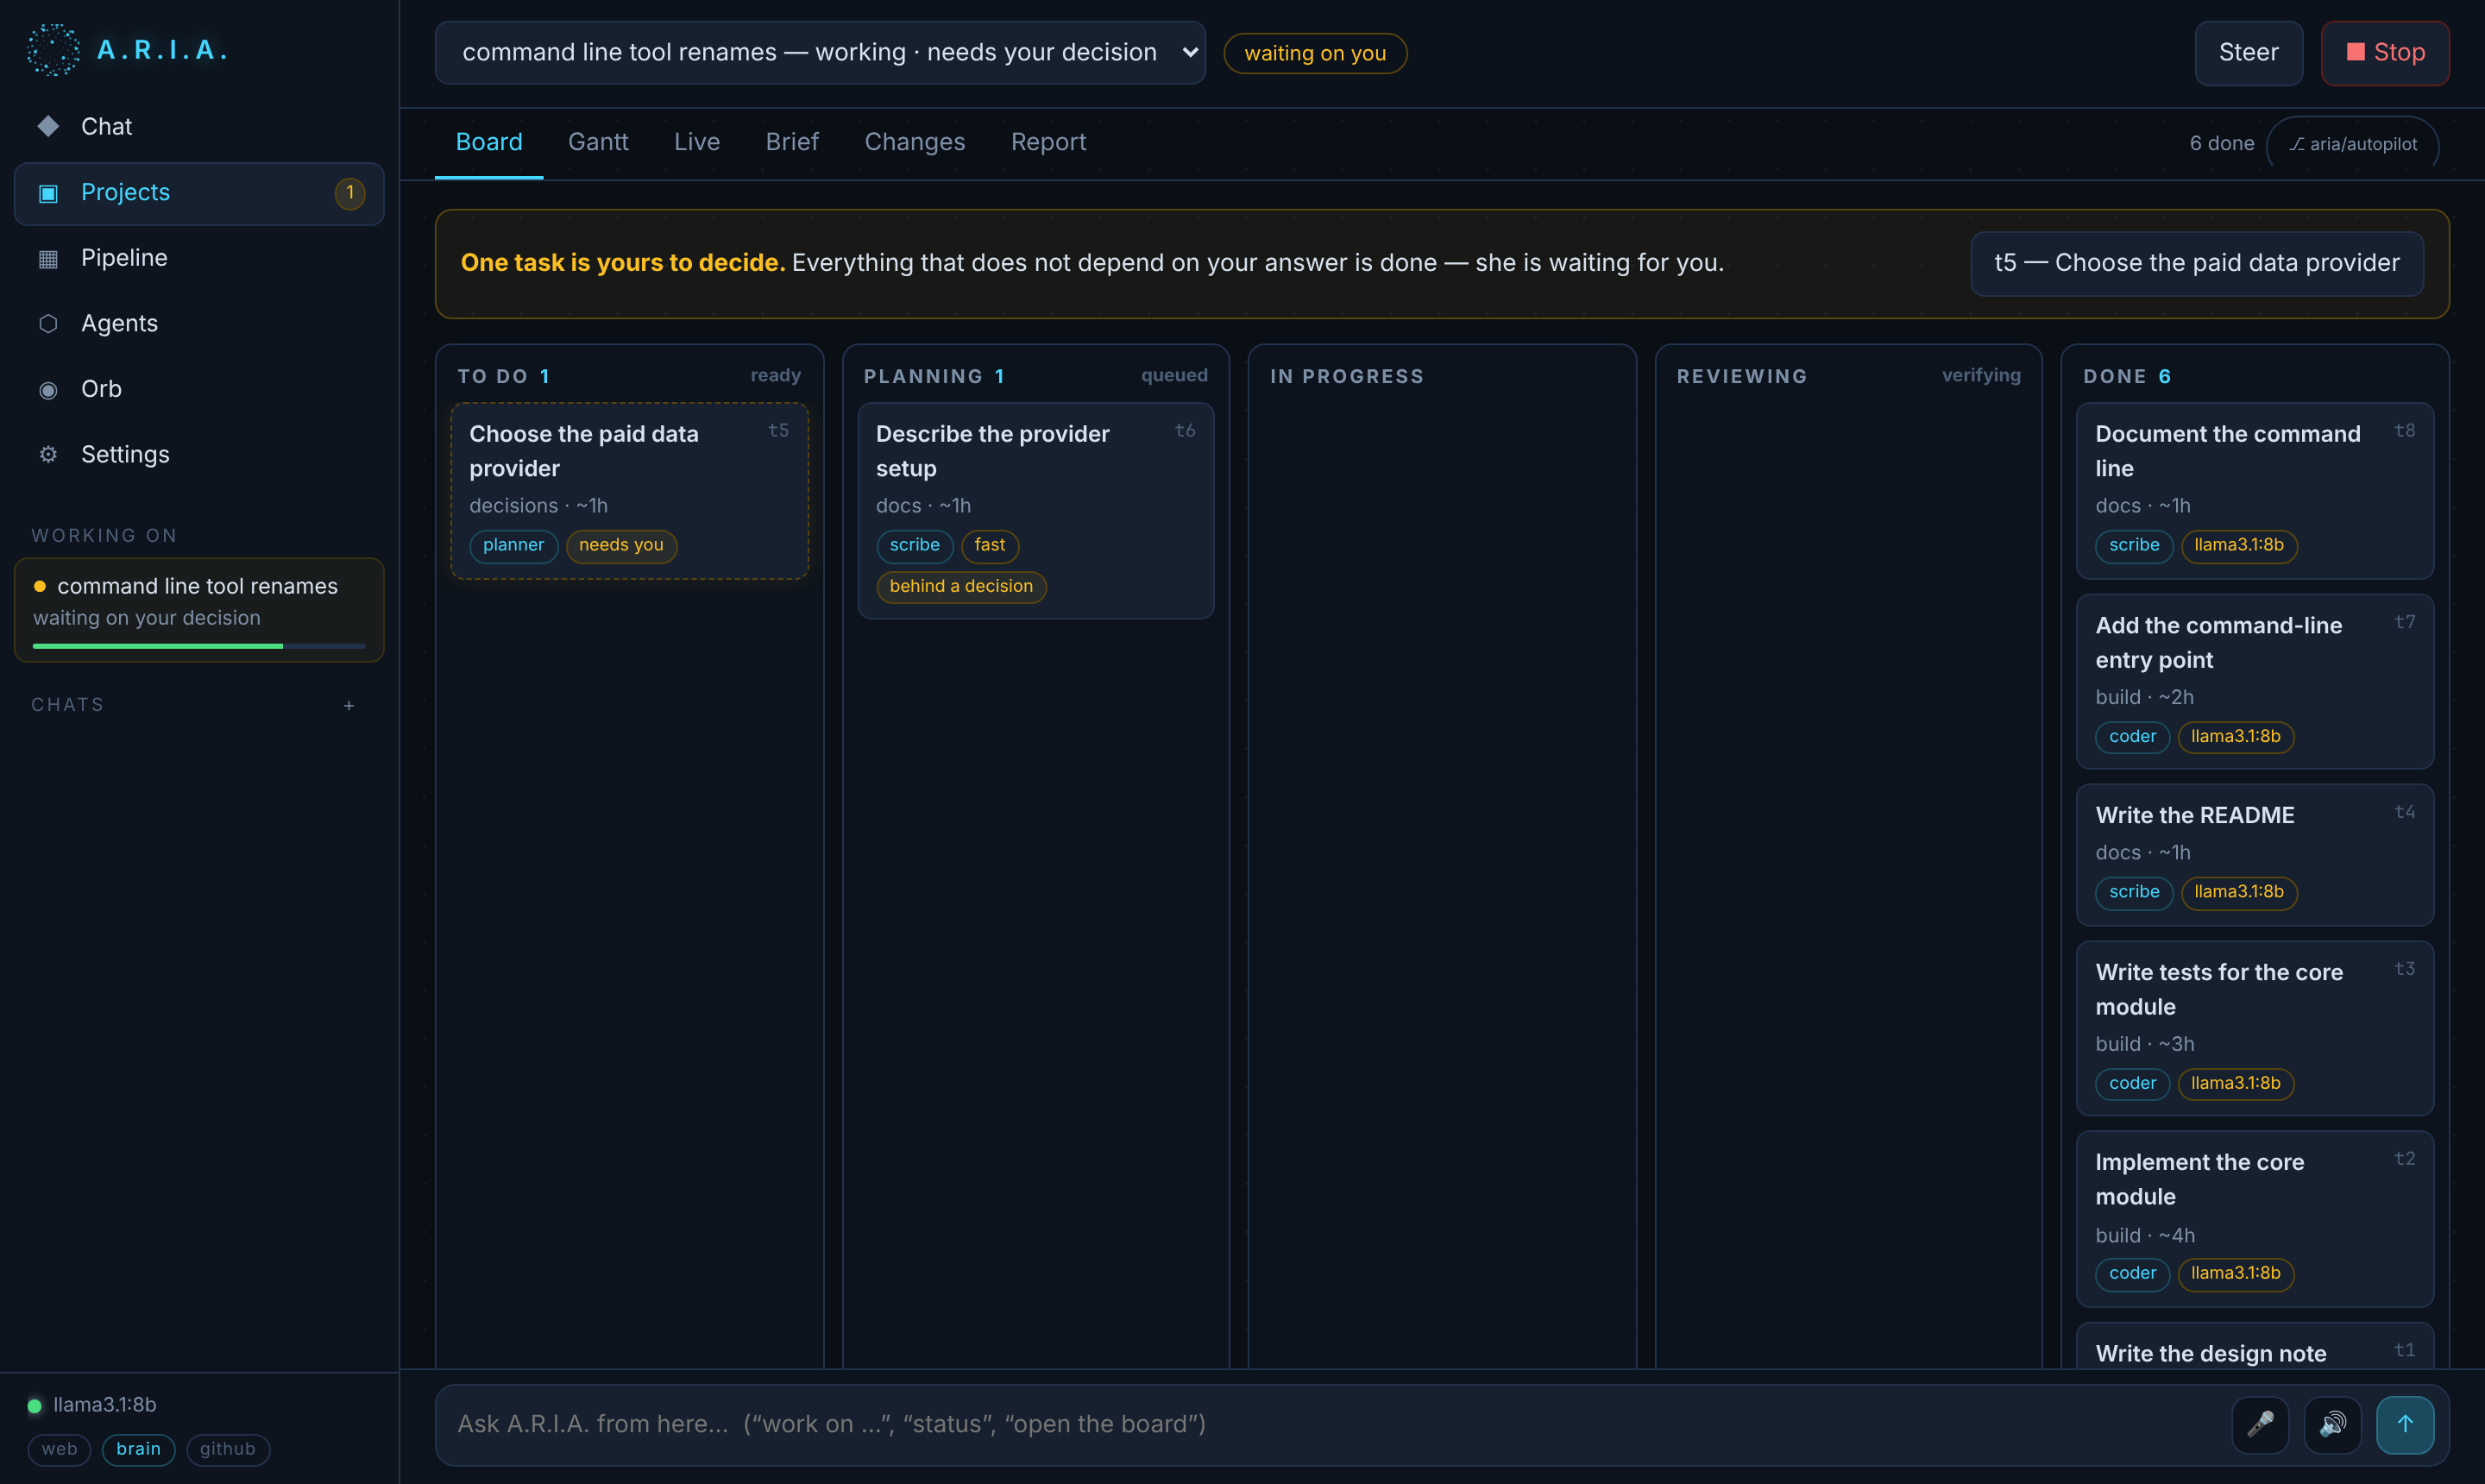 A.R.I.A.
Chat
Projects 1
Pipeline
Agents
Orb
Settings
WORKING ON
command line tool renames
waiting on your decision
CHATS +
llama3.1:8b
web brain github
command line tool renames — working · needs your decision
waiting on you
Steer
Stop
Board Gantt Live Brief Changes Report
6 done
aria/autopilot
One task is yours to decide. Everything that does not depend on your answer is done — she is waiting for you.
t5 — Choose the paid data provider
TO DO 1 ready
Choose the paid data t5
provider
decisions · ~1h
planner needs you
PLANNING 1 queued
Describe the provider t6
setup
docs · ~1h
scribe fast
behind a decision
IN PROGRESS
REVIEWING verifying
DONE 6
Document the command t8
line
docs · ~1h
scribe llama3.1:8b
Add the command-line t7
entry point
build · ~2h
coder llama3.1:8b
Write the README t4
docs · ~1h
scribe llama3.1:8b
Write tests for the core t3
module
build · ~3h
coder llama3.1:8b
Implement the core t2
module
build · ~4h
coder llama3.1:8b
Write the design note t1
Ask A.R.I.A. from here... (“work on ...”, “status”, “open the board”)